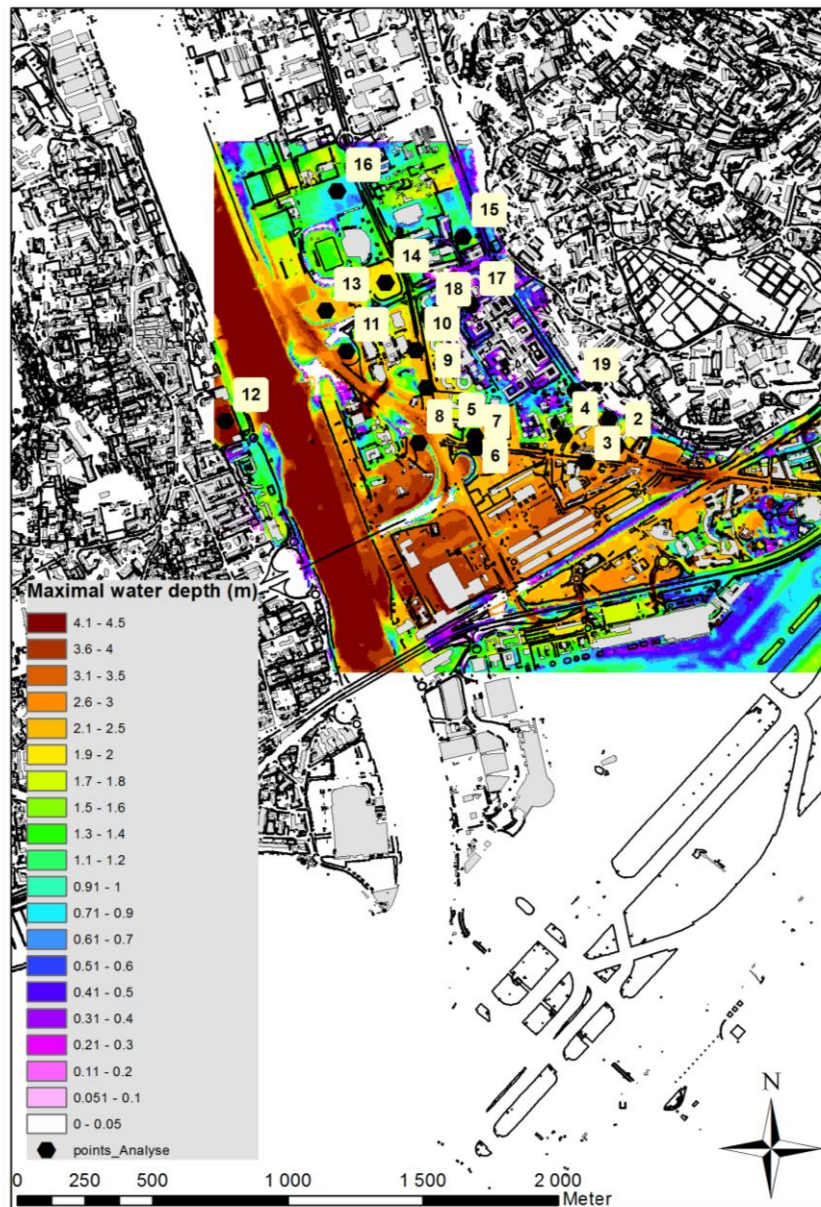 16
15
14
17
13
18
11
10
9
19
12
5
4
8
7
2
3
6
Maximal water depth (m)
4.1 - 4.5
3.6 - 4
3.1 - 3.5
2.6 - 3
2.1 - 2.5
1.9 - 2
1.7 - 1.8
1.5 - 1.6
1.3 - 1.4
1.1 - 1.2
0.91 - 1
0.71 - 0.9
0.61 - 0.7
0.51 - 0.6
0.41 - 0.5
0.31 - 0.4
0.21 - 0.3
0.11 - 0.2
0.051 - 0.1
0 - 0.05
points_Analyse
N
0 250 500 1 000 1 500 2 000
Meter